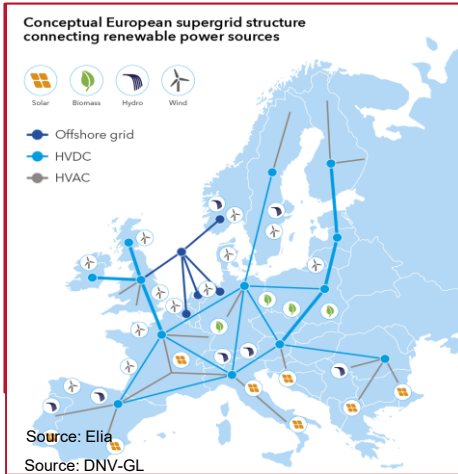 Conceptual European supergrid structure
connecting renewable power sources
Solar
Biomass
Hydro
Wind
Offshore grid
HVDC
HVAC
Source: Elia
Source: DNV-GL